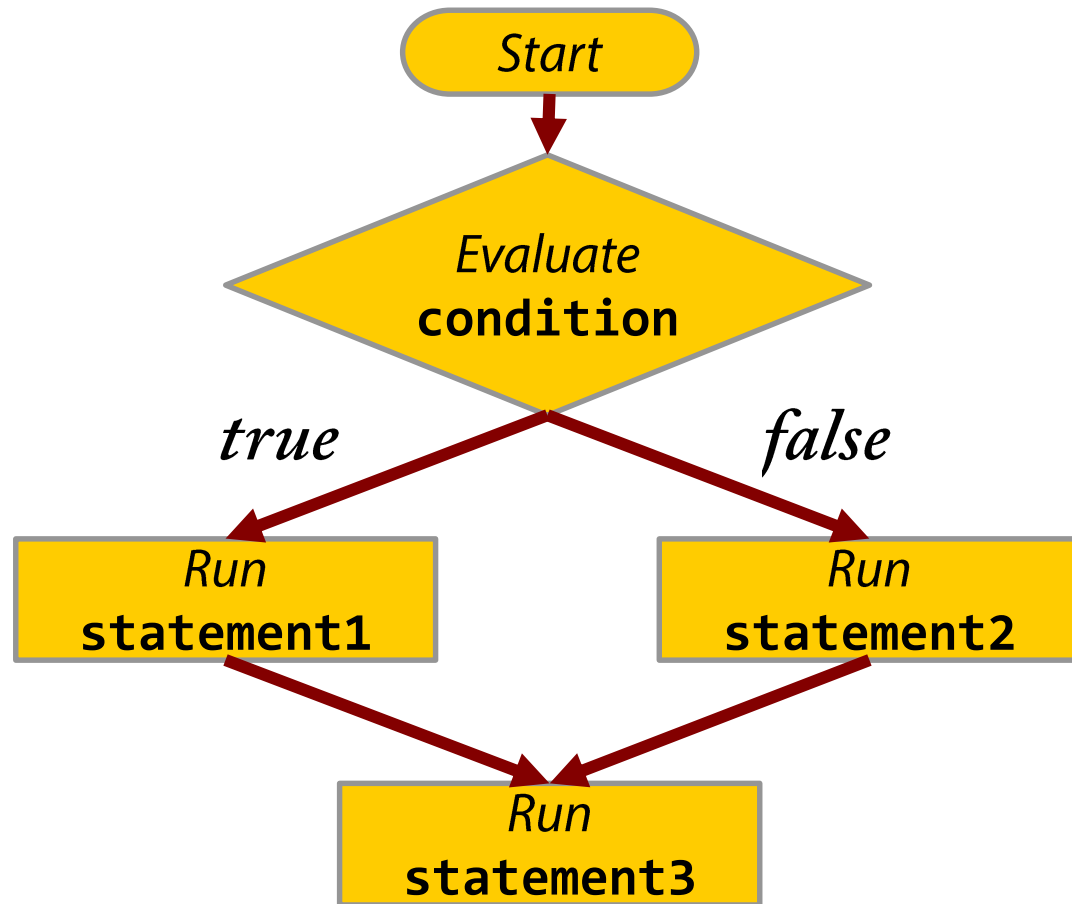 Start
Evaluate
condition
true
false
Run
statement1
Run
statement2
Run
statement3